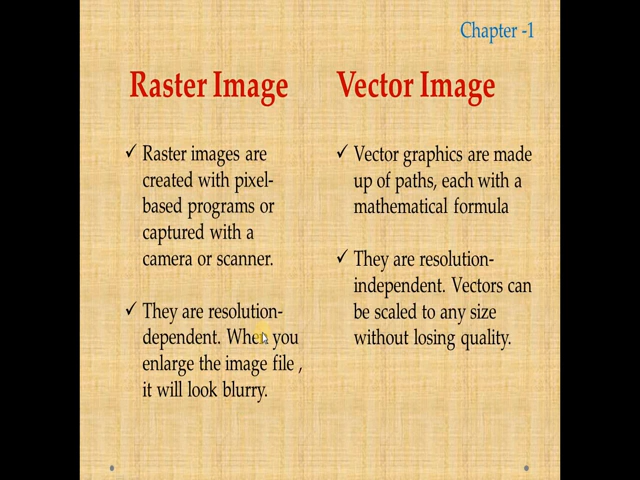 Chapter -1
Raster Image
Raster images are
created with pixel-
based programs or
captured with a
camera or scanner.
They are resolution-
dependent. When you
enlarge the image file ,
it will look blurry.
Vector Image
Vector graphics are made
up of paths, each with a
mathematical formula
They are resolution-
independent. Vectors can
be scaled to any size
without losing quality.